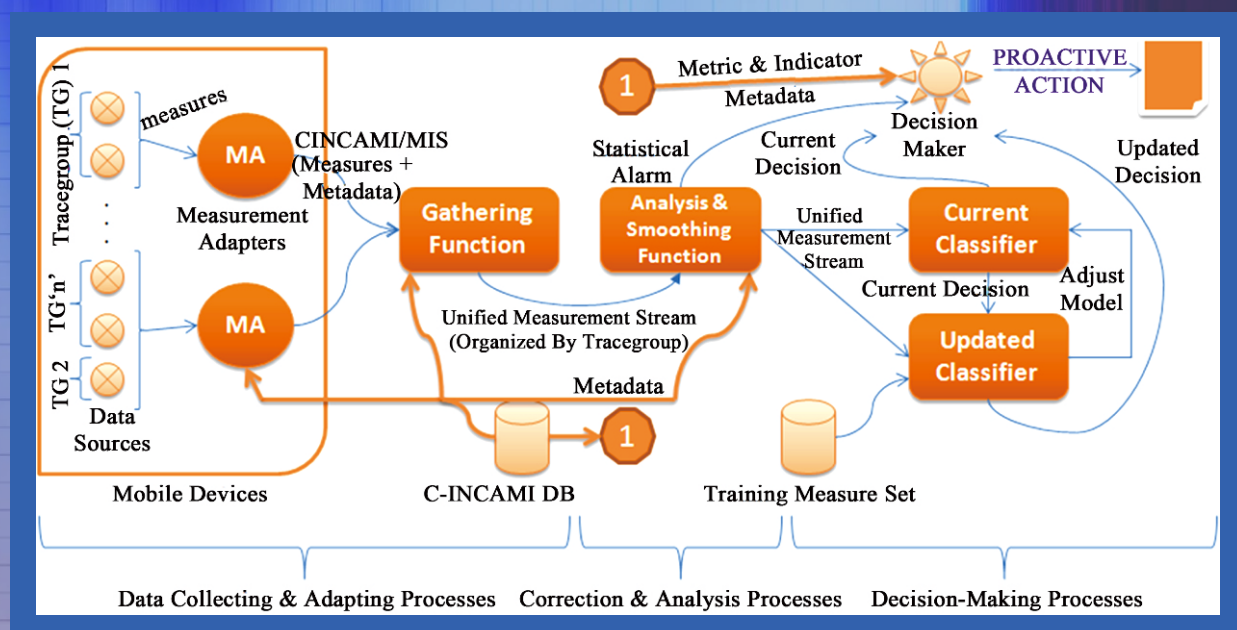 Tracegroup (TG) 1
measures
MA
Measurement
Adapters
CINCAMI/MIS
(Measures +
Metadata)
TG'n'
MA
TG 2
Data
Sources
Mobile Devices
Gathering
Function
Unified Measurement Stream
(Organized By Tracegroup)
Metadata
C-INCAMI DB
1
1
Metric & Indicator
Metadata
Statistical
Alarm
Analysis &
Smoothing
Function
Current
Decision
Decision
Maker
PROACTIVE
ACTION
Updated
Decision
Unified
Measurement
Stream
Current
Classifier
Current Decision
Adjust
Model
Updated
Classifier
Training Measure Set
Data Collecting & Adapting Processes
Correction & Analysis Processes
Decision-Making Processes